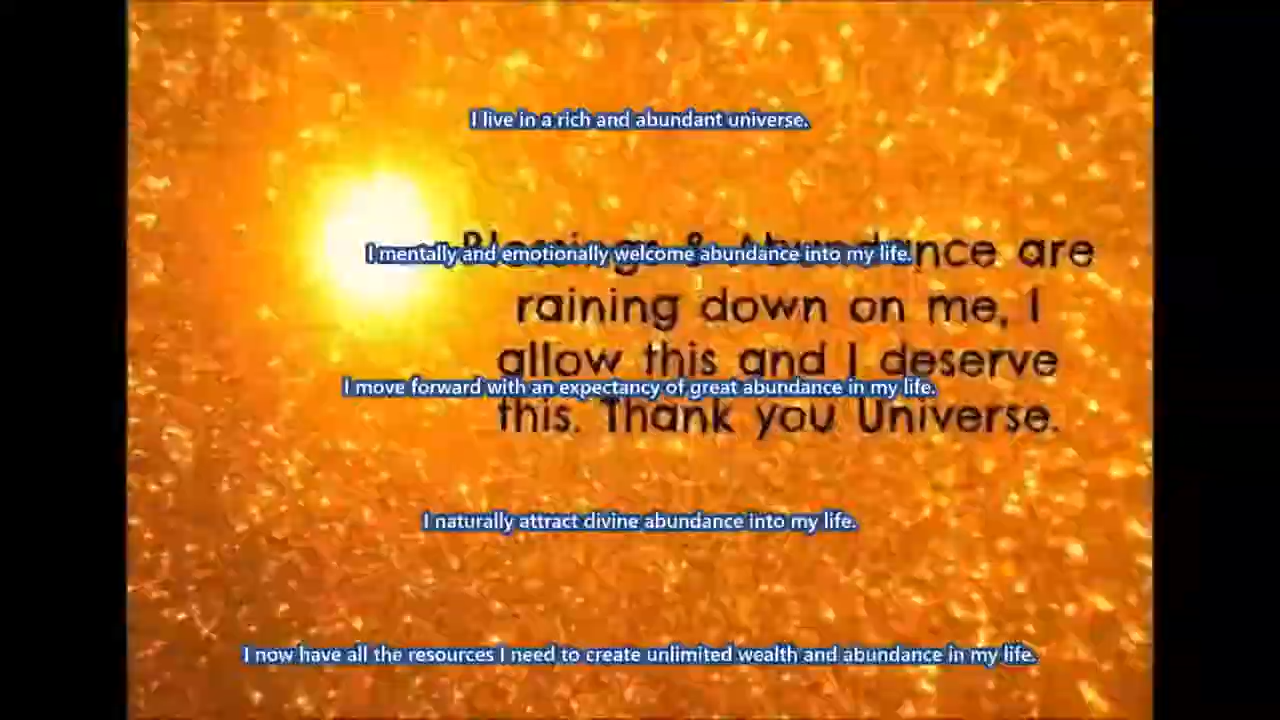 I live in a rich and abundant universe.
I mentally and emotionally welcome abundance into my life.
Blessings & Abundance are
raining down on me, I
allow this and I deserve
I move forward with an expectancy of great abundance in my life.
this. Thank you Universe.
I naturally attract divine abundance into my life.
I now have all the resources I need to create unlimited wealth and abundance in my life.